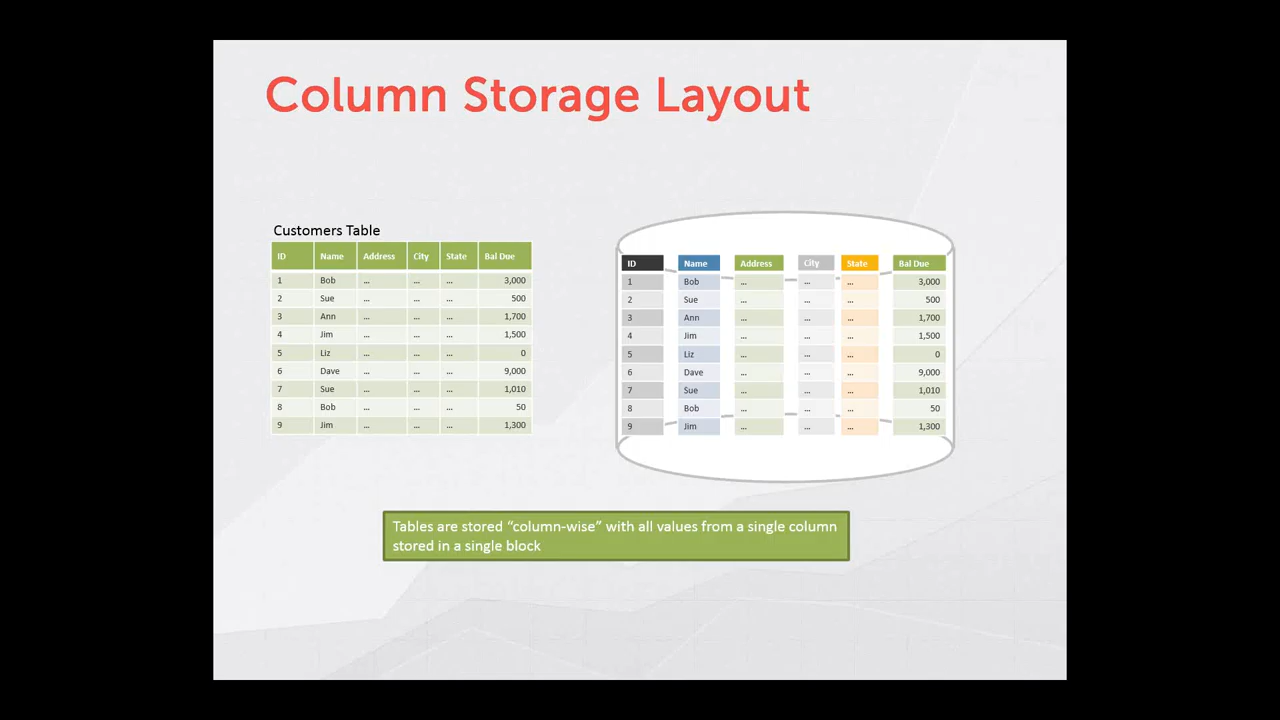 Column Storage Layout
Customers Table
ID Name Address City State Bal Due
1 Bob ... ... ... 3,000
2 Sue ... ... ... 500
3 Ann ... ... ... 1,700
4 Jim ... ... ... 1,500
5 Liz ... ... ... 0
6 Dave ... ... ... 9,000
7 Sue ... ... ... 1,010
8 Bob ... ... ... 50
9 Jim ... ... ... 1,300
ID Name Address City State Bal Due
1 Bob ... ... ... 3,000
2 Sue ... ... ... 500
3 Ann ... ... ... 1,700
4 Jim ... ... ... 1,500
5 Liz ... ... ... 0
6 Dave ... ... ... 9,000
7 Sue ... ... ... 1,010
8 Bob ... ... ... 50
9 Jim ... ... ... 1,300
Tables are stored “column-wise” with all values from a single column
stored in a single block